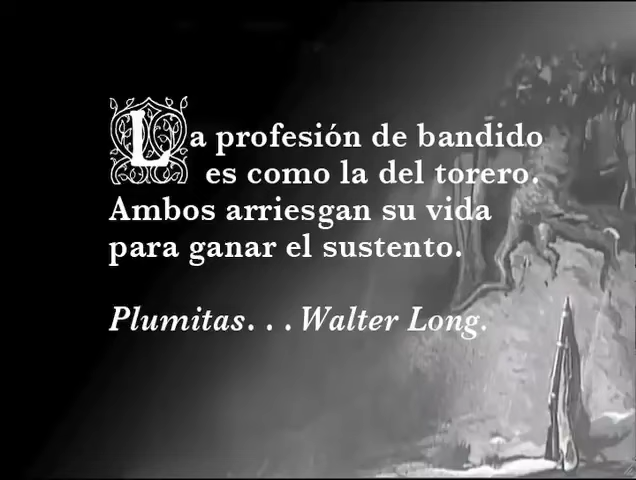 La profesión de bandido
es como la del torero.
Ambos arriesgan su vida
para ganar el sustento.
Plumitas. . . Walter Long.